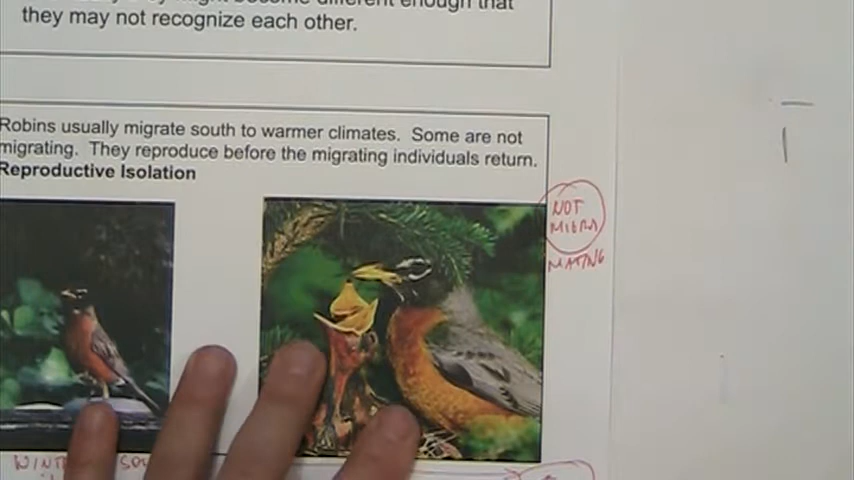 they may not recognize each other.
Robins usually migrate south to warmer climates. Some are not
migrating. They reproduce before the migrating individuals return.
Reproductive Isolation
NOT
MIGRA
MATING